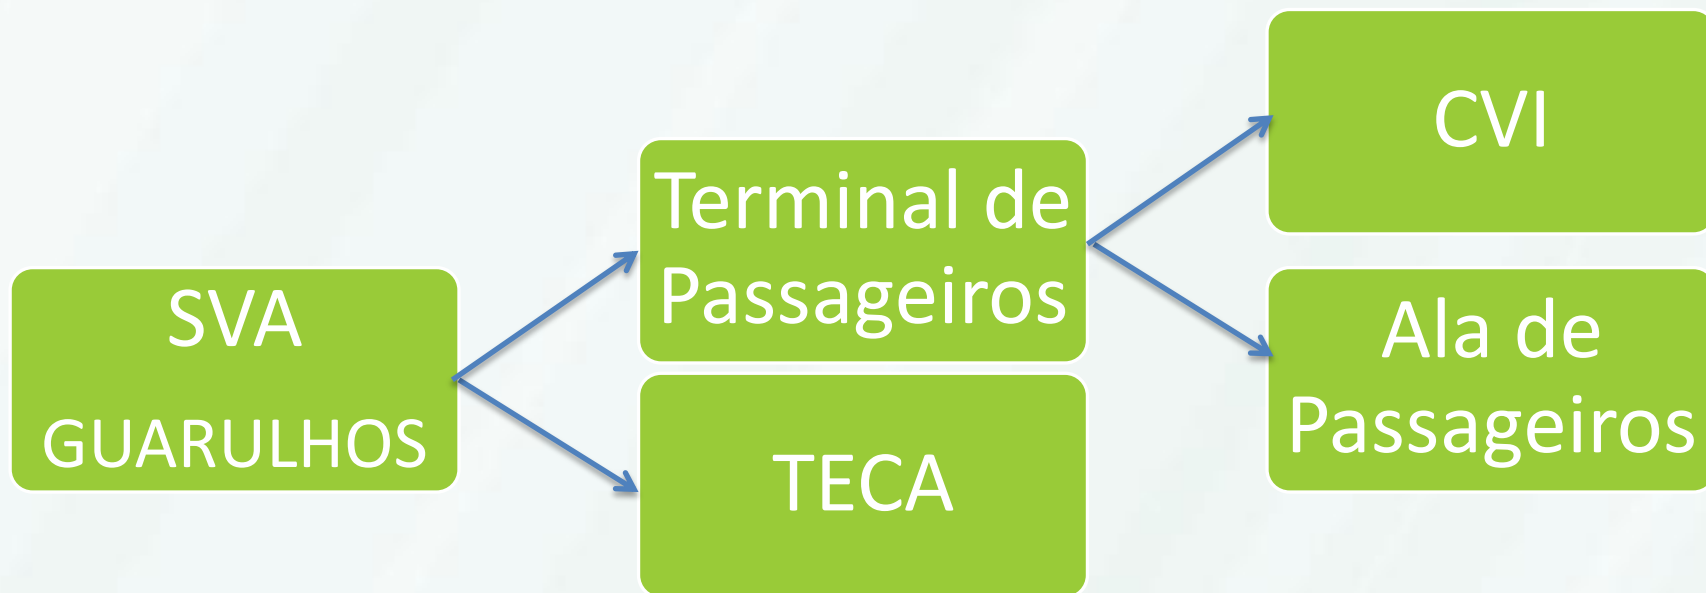 SVA
GUARULHOS
Terminal de
Passageiros
TECA
CVI
Ala de
Passageiros